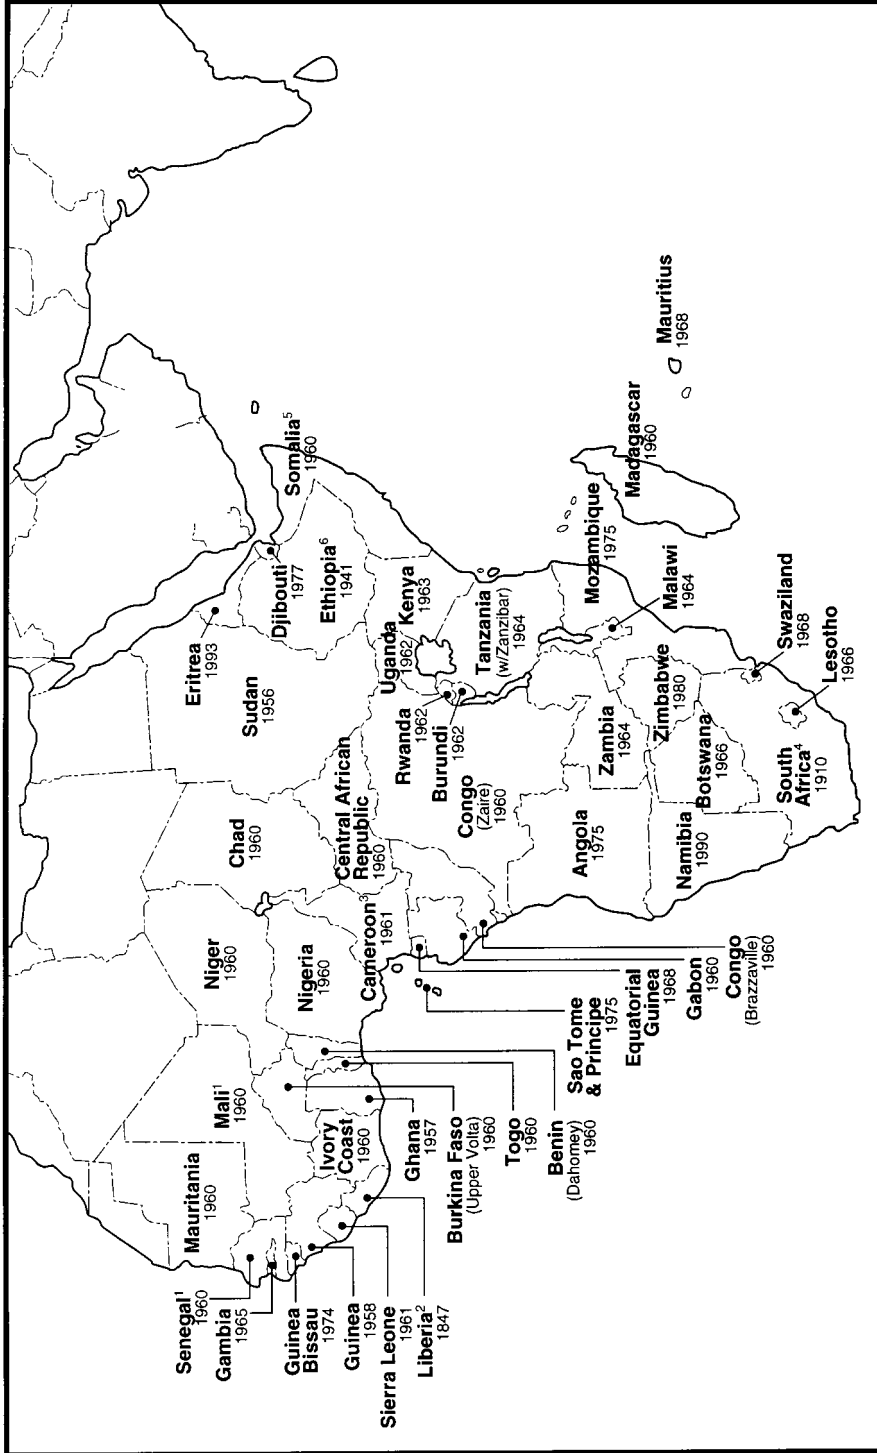 Senegal¹
1960
Gambia
1965
Guinea
Bissau
1974
Guinea
1958
Sierra Leone
1961
Liberia²
1847
Mauritania
1960
Mali¹
1960
Ivory
Coast
1960
Ghana
1957
Burkina Faso
(Upper Volta)
1960
Togo
1960
Benin
(Dahomey)
1960
Niger
1960
Nigeria
1960
Cameroon³
1961
Sao Tome
& Principe
1975
Equatorial
Guinea
1968
Gabon
1960
Congo
(Brazzaville)
1960
Chad
1960
Central African
Republic
1960
Congo
(Zaire)
1960
Angola
1975
Namibia
1990
Sudan
1956
Eritrea
1993
Djibouti
1977
Ethiopia⁶
1941
Somalia⁵
1960
Uganda
1962
Kenya
1963
Rwanda
1962
Burundi
1962
Tanzania
(w/Zanzibar)
1964
Zambia
1964
Zimbabwe
1980
Botswana
1966
South
Africa⁴
1910
Mozambique
1975
Malawi
1964
Swaziland
1968
Lesotho
1966
Madagascar
1960
Mauritius
1968